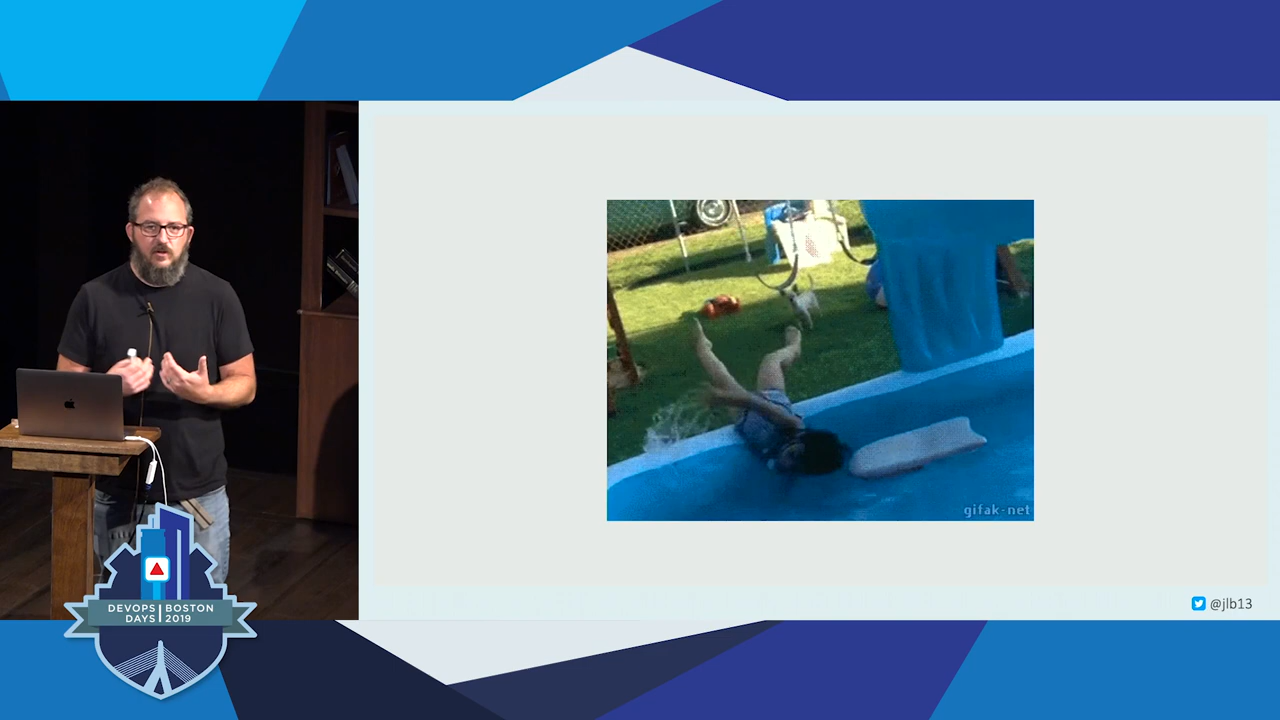 gifak-net
@jlb13
DEVOPS | BOSTON
DAYS | 2019